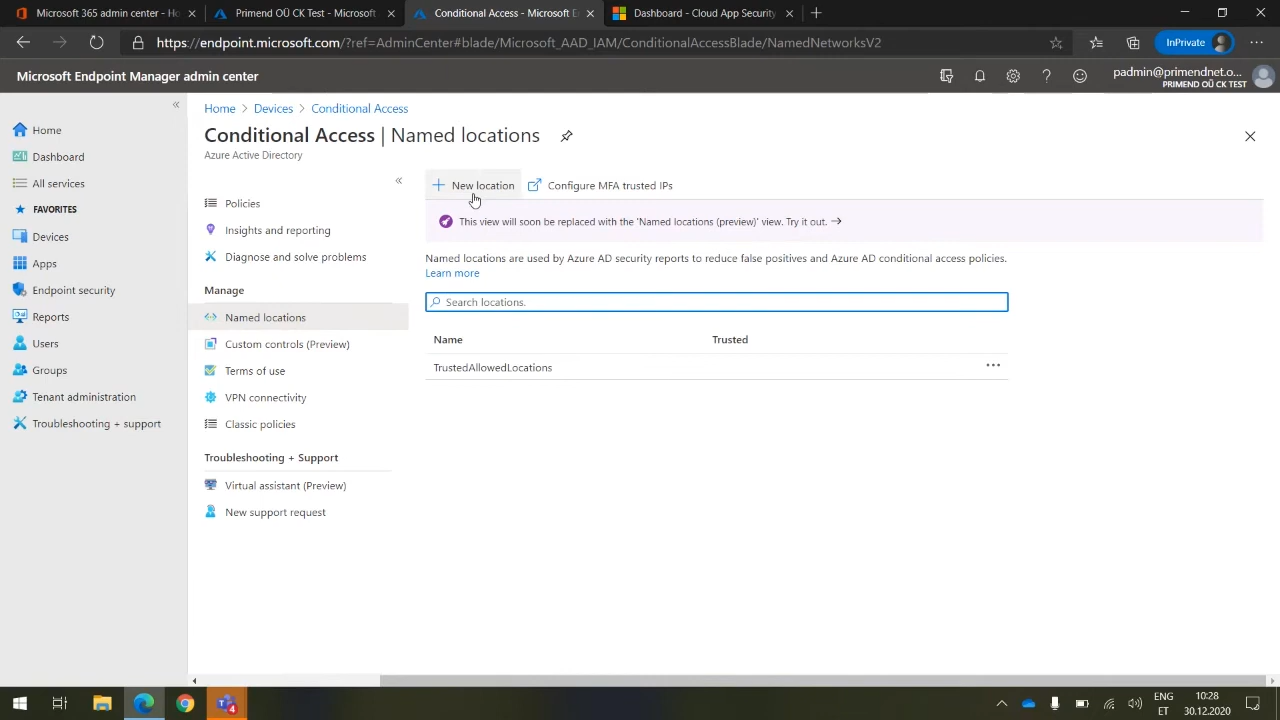 Microsoft 365 admin center - Ho
Primend OÜ CK Test - Microsoft
Conditional Access - Microsoft E
Dashboard - Cloud App Security
https://endpoint.microsoft.com/?ref=AdminCenter#blade/Microsoft_AAD_IAM/ConditionalAccessBlade/NamedNetworksV2
InPrivate
Microsoft Endpoint Manager admin center
padmin@primendnet.o...
PRIMEND OÜ CK TEST
Home
Dashboard
All services
FAVORITES
Devices
Apps
Endpoint security
Reports
Users
Groups
Tenant administration
Troubleshooting + support
Home > Devices > Conditional Access
Conditional Access | Named locations
Azure Active Directory
Policies
Insights and reporting
Diagnose and solve problems
Manage
Named locations
Custom controls (Preview)
Terms of use
VPN connectivity
Classic policies
Troubleshooting + Support
Virtual assistant (Preview)
New support request
New location
Configure MFA trusted IPs
This view will soon be replaced with the 'Named locations (preview)' view. Try it out. →
Named locations are used by Azure AD security reports to reduce false positives and Azure AD conditional access policies.
Learn more
Search locations.
Name Trusted
TrustedAllowedLocations
4
ENG
ET
10:28
30.12.2020